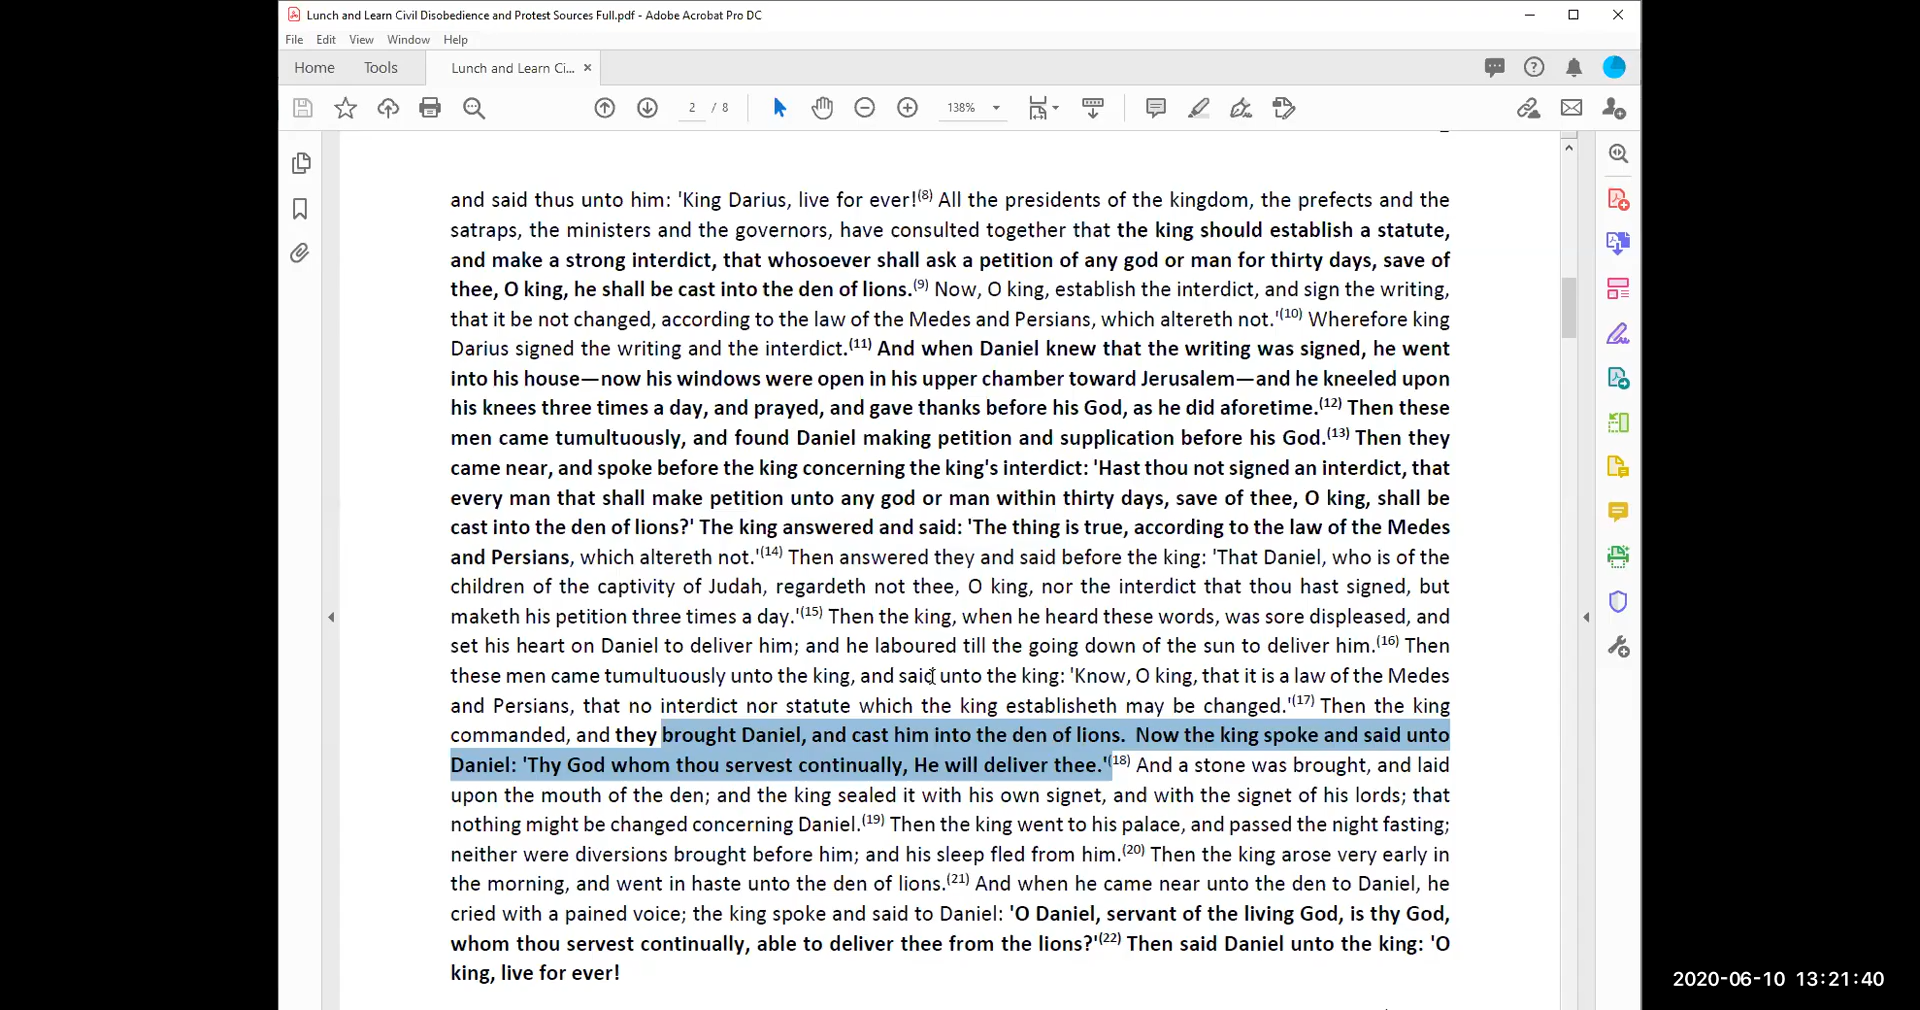 Lunch and Learn Civil Disobedience and Protest Sources Full.pdf - Adobe Acrobat Pro DC
File Edit View Window Help
Home Tools Lunch and Learn Ci... ×
2 / 8 138%
and said thus unto him: 'King Darius, live for ever!(8) All the presidents of the kingdom, the prefects and the
satraps, the ministers and the governors, have consulted together that the king should establish a statute,
and make a strong interdict, that whosoever shall ask a petition of any god or man for thirty days, save of
thee, O king, he shall be cast into the den of lions.(9) Now, O king, establish the interdict, and sign the writing,
that it be not changed, according to the law of the Medes and Persians, which altereth not.'(10) Wherefore king
Darius signed the writing and the interdict.(11) And when Daniel knew that the writing was signed, he went
into his house—now his windows were open in his upper chamber toward Jerusalem—and he kneeled upon
his knees three times a day, and prayed, and gave thanks before his God, as he did aforetime.(12) Then these
men came tumultuously, and found Daniel making petition and supplication before his God.(13) Then they
came near, and spoke before the king concerning the king's interdict: 'Hast thou not signed an interdict, that
every man that shall make petition unto any god or man within thirty days, save of thee, O king, shall be
cast into the den of lions?' The king answered and said: 'The thing is true, according to the law of the Medes
and Persians, which altereth not.'(14) Then answered they and said before the king: 'That Daniel, who is of the
children of the captivity of Judah, regardeth not thee, O king, nor the interdict that thou hast signed, but
maketh his petition three times a day.'(15) Then the king, when he heard these words, was sore displeased, and
set his heart on Daniel to deliver him; and he laboured till the going down of the sun to deliver him.(16) Then
these men came tumultuously unto the king, and said unto the king: 'Know, O king, that it is a law of the Medes
and Persians, that no interdict nor statute which the king establisheth may be changed.'(17) Then the king
commanded, and they brought Daniel, and cast him into the den of lions. Now the king spoke and said unto
Daniel: 'Thy God whom thou servest continually, He will deliver thee.'(18) And a stone was brought, and laid
upon the mouth of the den; and the king sealed it with his own signet, and with the signet of his lords; that
nothing might be changed concerning Daniel.(19) Then the king went to his palace, and passed the night fasting;
neither were diversions brought before him; and his sleep fled from him.(20) Then the king arose very early in
the morning, and went in haste unto the den of lions.(21) And when he came near unto the den to Daniel, he
cried with a pained voice; the king spoke and said to Daniel: 'O Daniel, servant of the living God, is thy God,
whom thou servest continually, able to deliver thee from the lions?'(22) Then said Daniel unto the king: 'O
king, live for ever!
2020-06-10 13:21:40